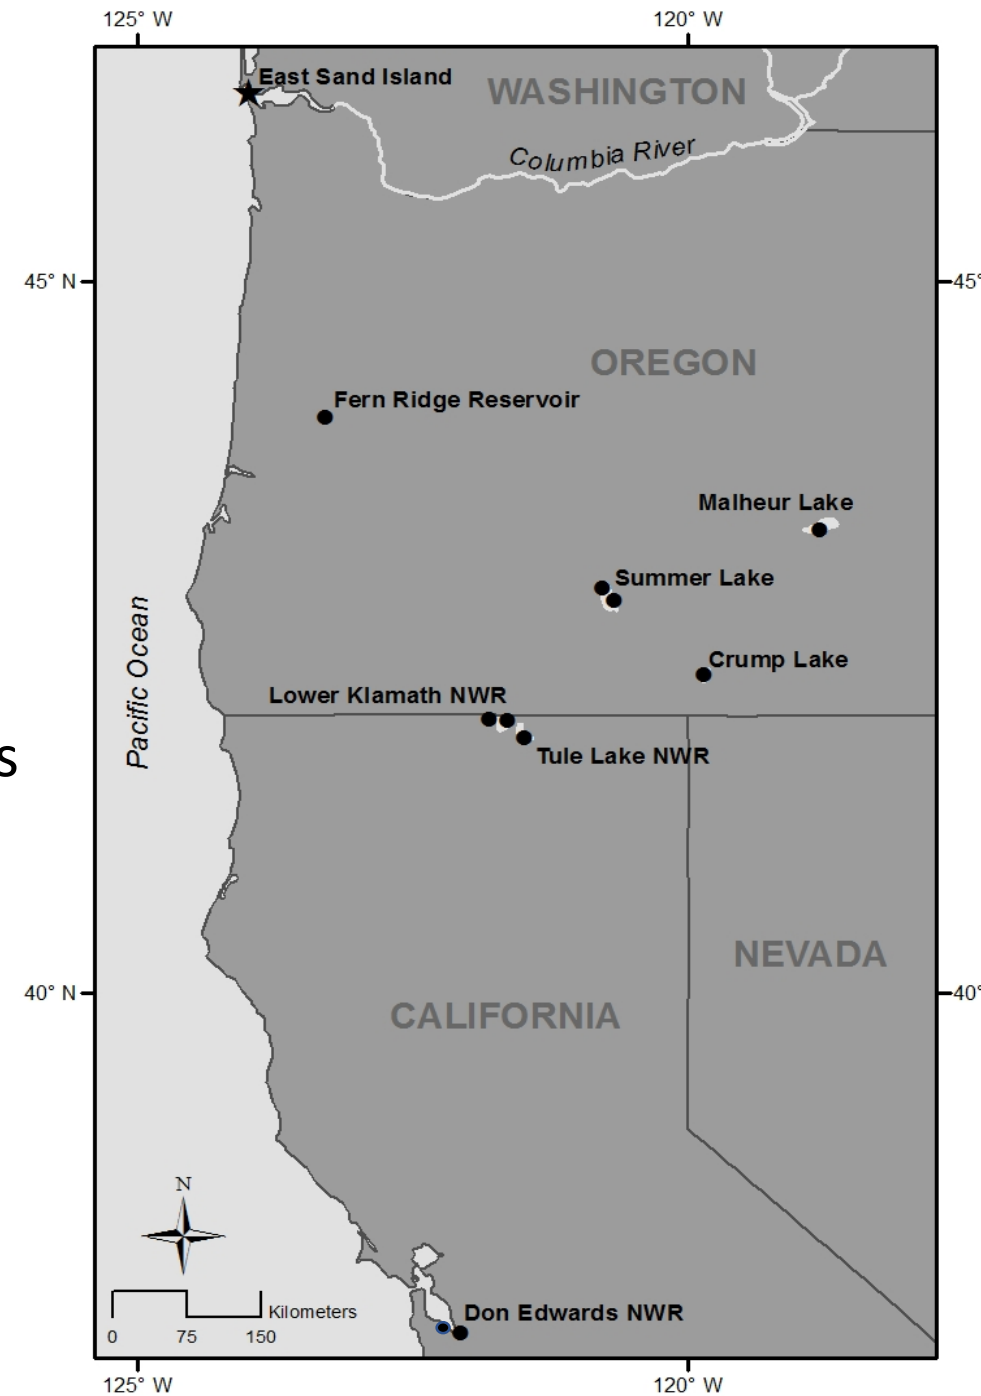 125° W
120° W
East Sand Island
WASHINGTON
Columbia River
45° N
45°
OREGON
Fern Ridge Reservoir
Malheur Lake
Summer Lake
Pacific Ocean
Crump Lake
Lower Klamath NWR
s
Tule Lake NWR
NEVADA
40° N
40°
CALIFORNIA
N
Kilometers
0 75 150
Don Edwards NWR
125° W
120° W